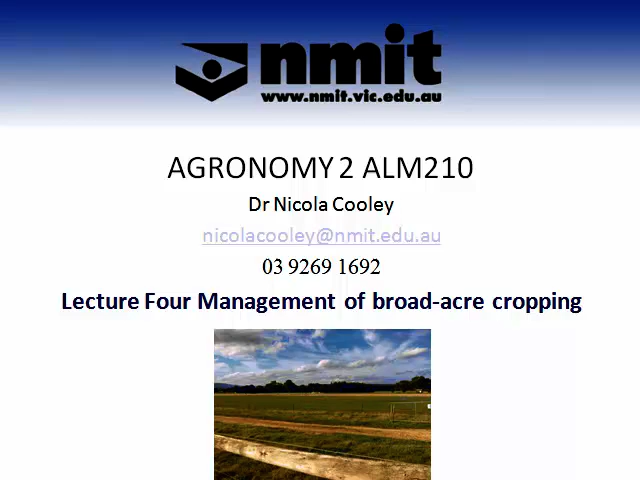 nmit
www.nmit.vic.edu.au
AGRONOMY 2 ALM210
Dr Nicola Cooley
nicolacooley@nmit.edu.au
03 9269 1692
Lecture Four Management of broad-acre cropping